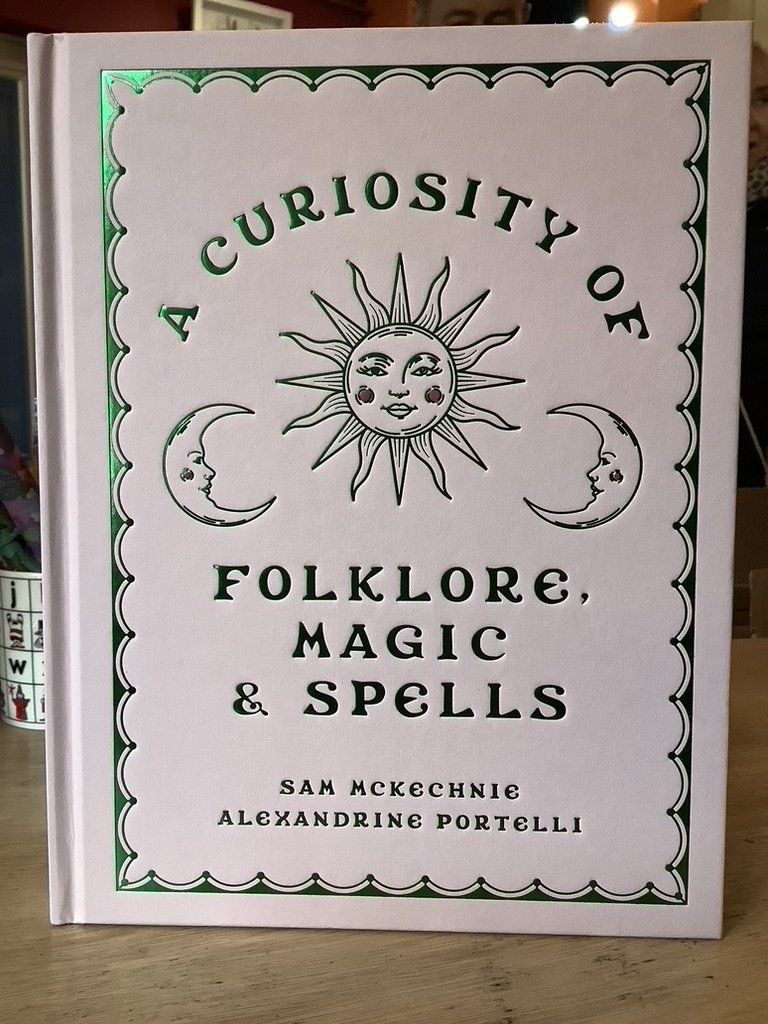 A CURIOSITY OF
FOLKLORE,
MAGIC
& SPELLS
SAM MCKECHNIE
ALEXANDRINE PORTELLI
j
w